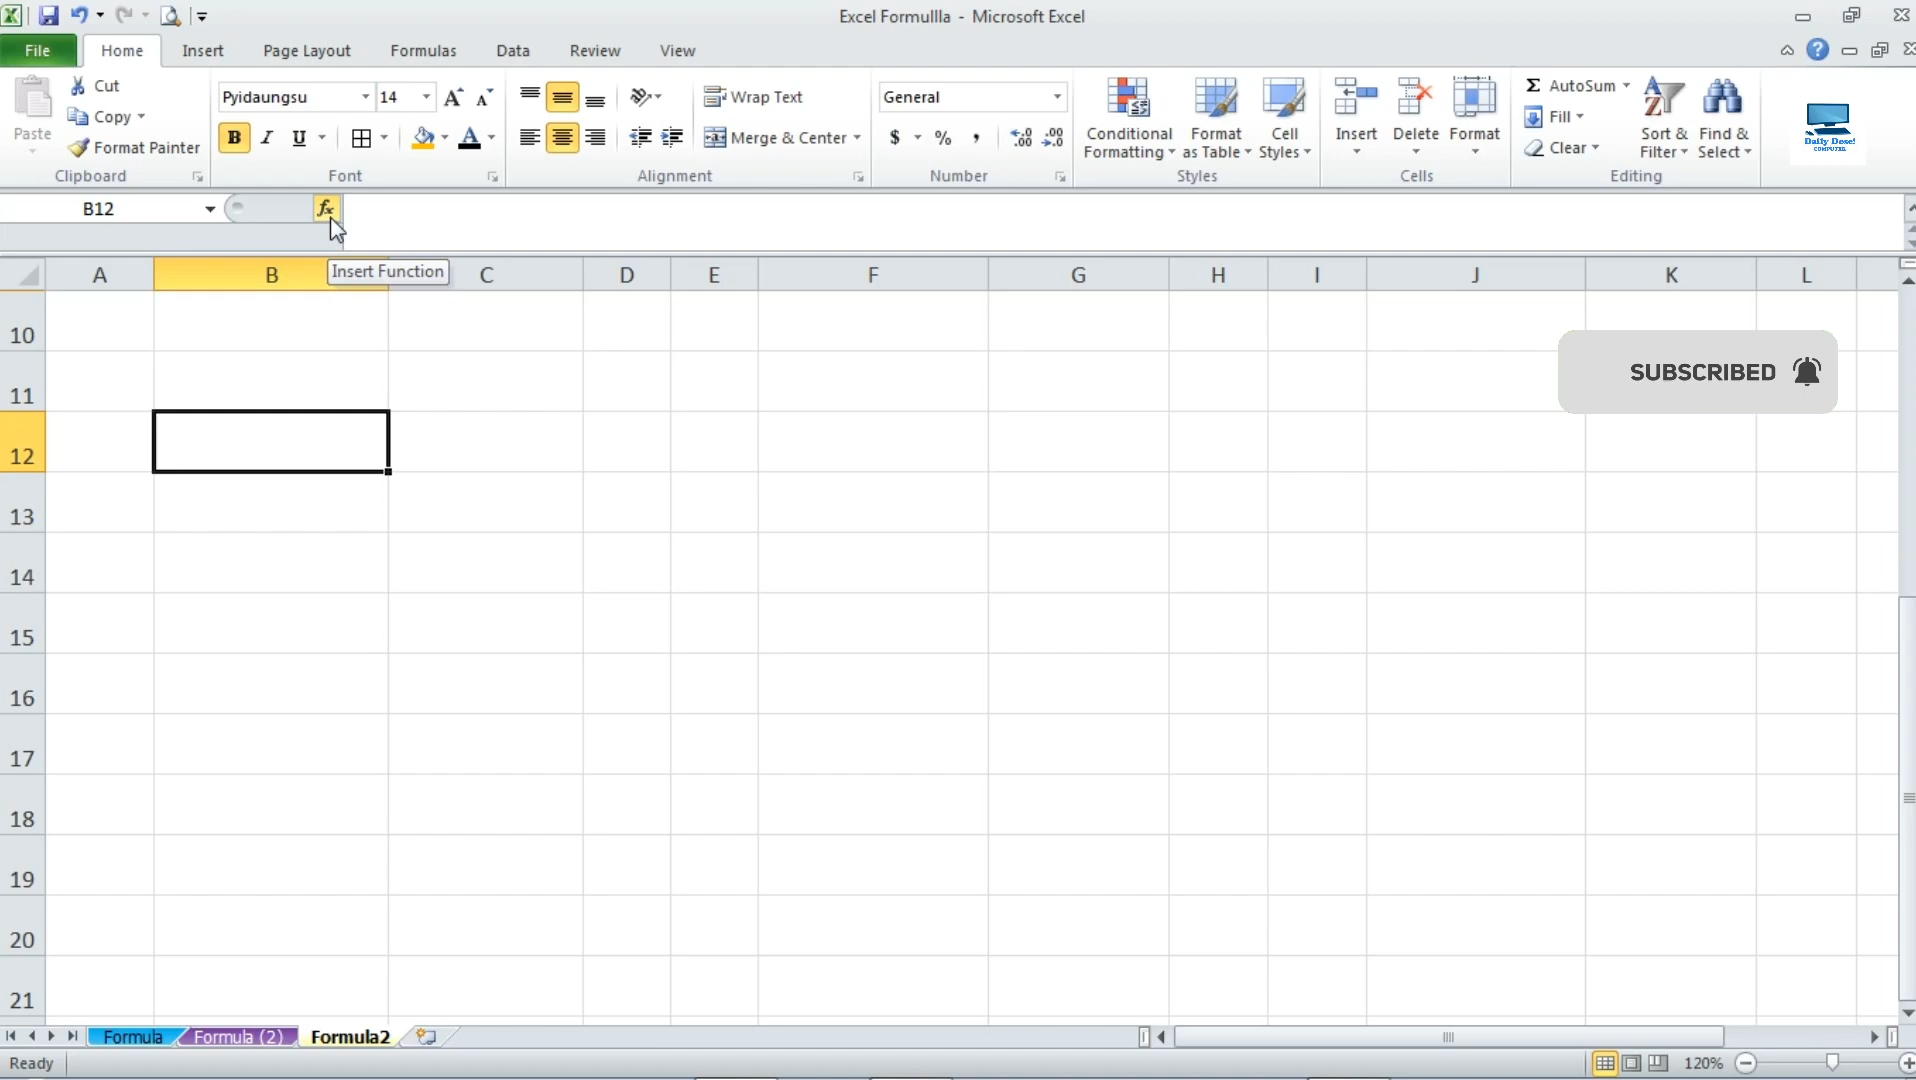 Excel Formullla - Microsoft Excel
File Home Insert Page Layout Formulas Data Review View
Paste
Cut
Copy
Format Painter
Clipboard
Pyidaungsu 14
B I U
Font
Wrap Text
Merge & Center
Alignment
General
$ % ,
Number
Conditional Formatting
Format as Table
Cell Styles
Styles
Insert Delete Format
Cells
Σ AutoSum
Fill
Clear
Sort & Filter
Find & Select
Editing
Daily Dose!
COMPUTER
B12 fx
Insert Function
A B C D E F G H I J K L
10
11
SUBSCRIBED
12
13
14
15
16
17
18
19
20
21
Formula Formula (2) Formula2
Ready 120%